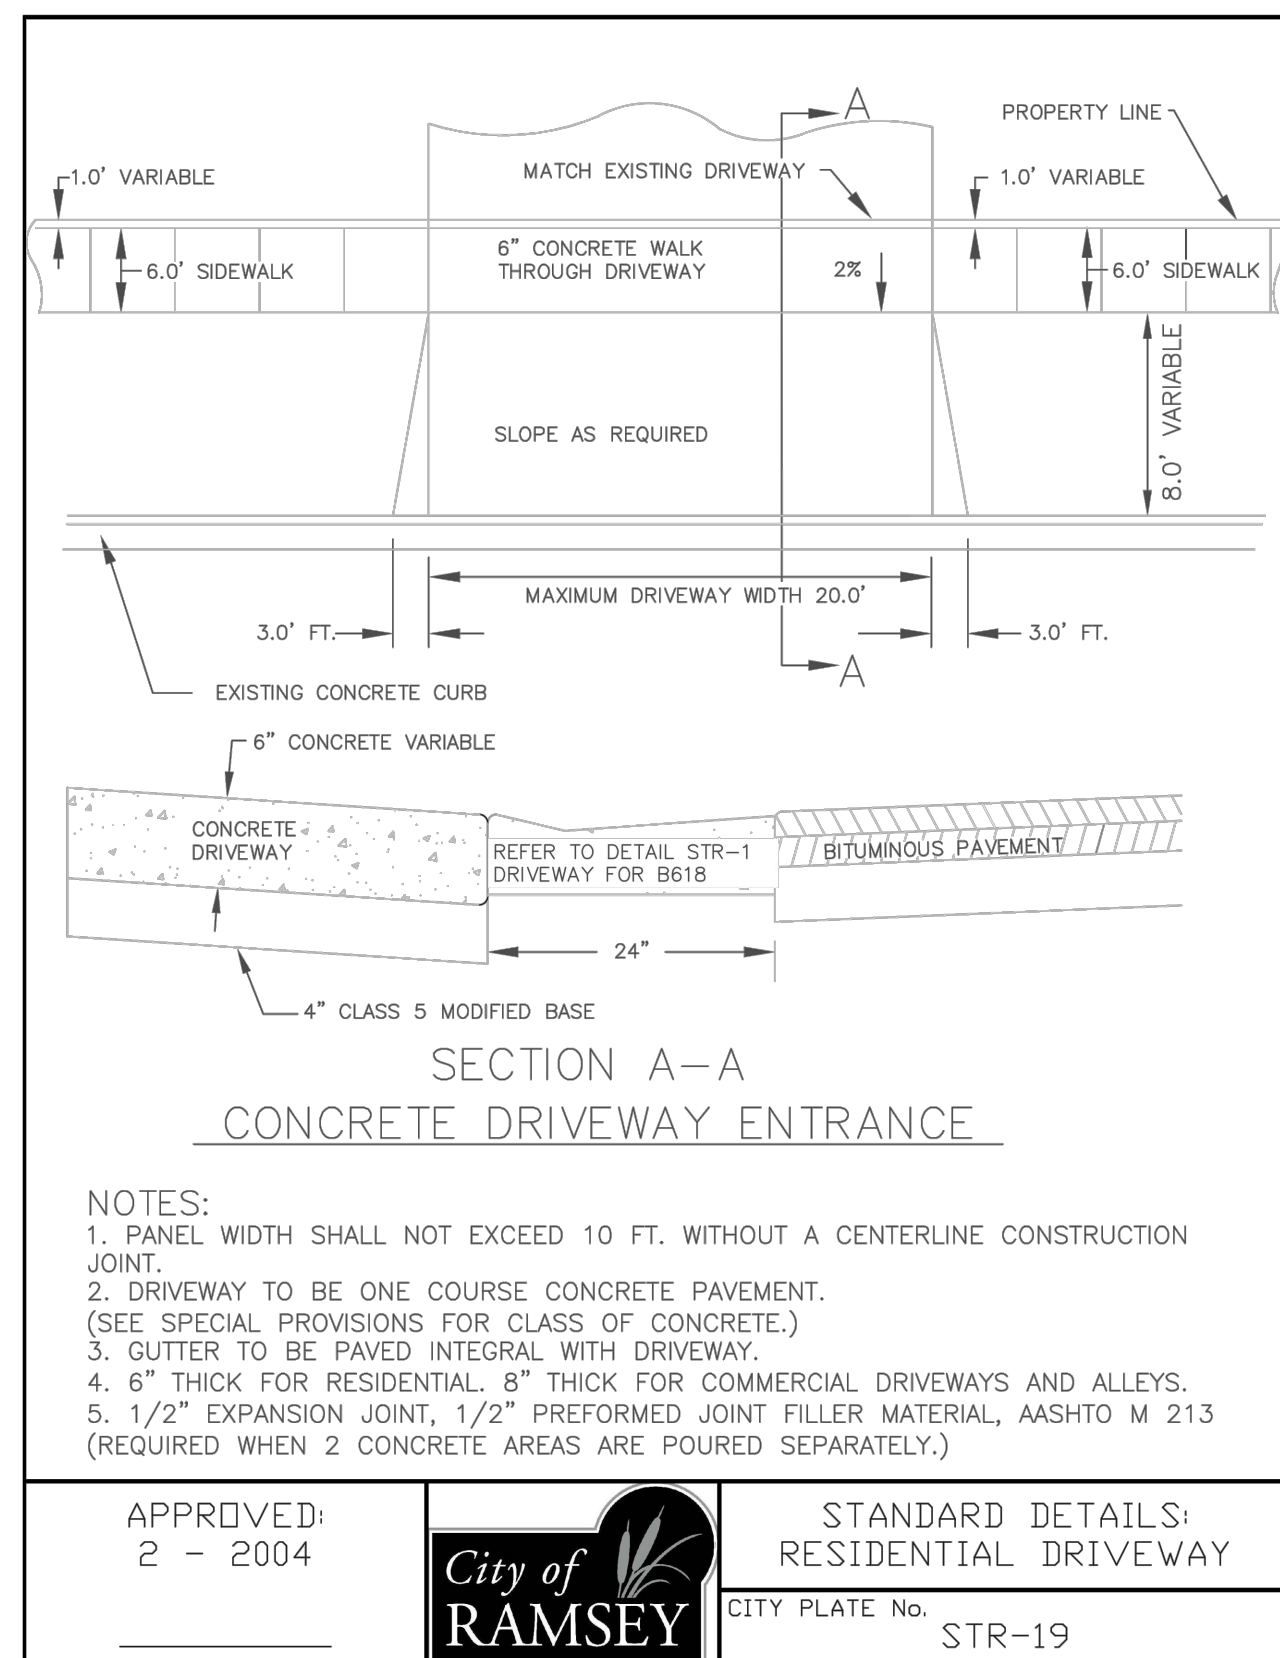 A
PROPERTY LINE
1.0' VARIABLE
MATCH EXISTING DRIVEWAY
1.0' VARIABLE
6" CONCRETE WALK
THROUGH DRIVEWAY
2%
6.0' SIDEWALK
6.0' SIDEWALK
8.0' VARIABLE
SLOPE AS REQUIRED
MAXIMUM DRIVEWAY WIDTH 20.0'
3.0' FT.
3.0' FT.
A
EXISTING CONCRETE CURB
6" CONCRETE VARIABLE
CONCRETE
DRIVEWAY
REFER TO DETAIL STR-1
DRIVEWAY FOR B618
BITUMINOUS PAVEMENT
24"
4" CLASS 5 MODIFIED BASE
SECTION A-A
CONCRETE DRIVEWAY ENTRANCE
NOTES:
1. PANEL WIDTH SHALL NOT EXCEED 10 FT. WITHOUT A CENTERLINE CONSTRUCTION
JOINT.
2. DRIVEWAY TO BE ONE COURSE CONCRETE PAVEMENT.
(SEE SPECIAL PROVISIONS FOR CLASS OF CONCRETE.)
3. GUTTER TO BE PAVED INTEGRAL WITH DRIVEWAY.
4. 6" THICK FOR RESIDENTIAL. 8" THICK FOR COMMERCIAL DRIVEWAYS AND ALLEYS.
5. 1/2" EXPANSION JOINT, 1/2" PREFORMED JOINT FILLER MATERIAL, AASHTO M 213
(REQUIRED WHEN 2 CONCRETE AREAS ARE POURED SEPARATELY.)
APPROVED:
2 - 2004
City of
RAMSEY
STANDARD DETAILS:
RESIDENTIAL DRIVEWAY
CITY PLATE No.
STR-19